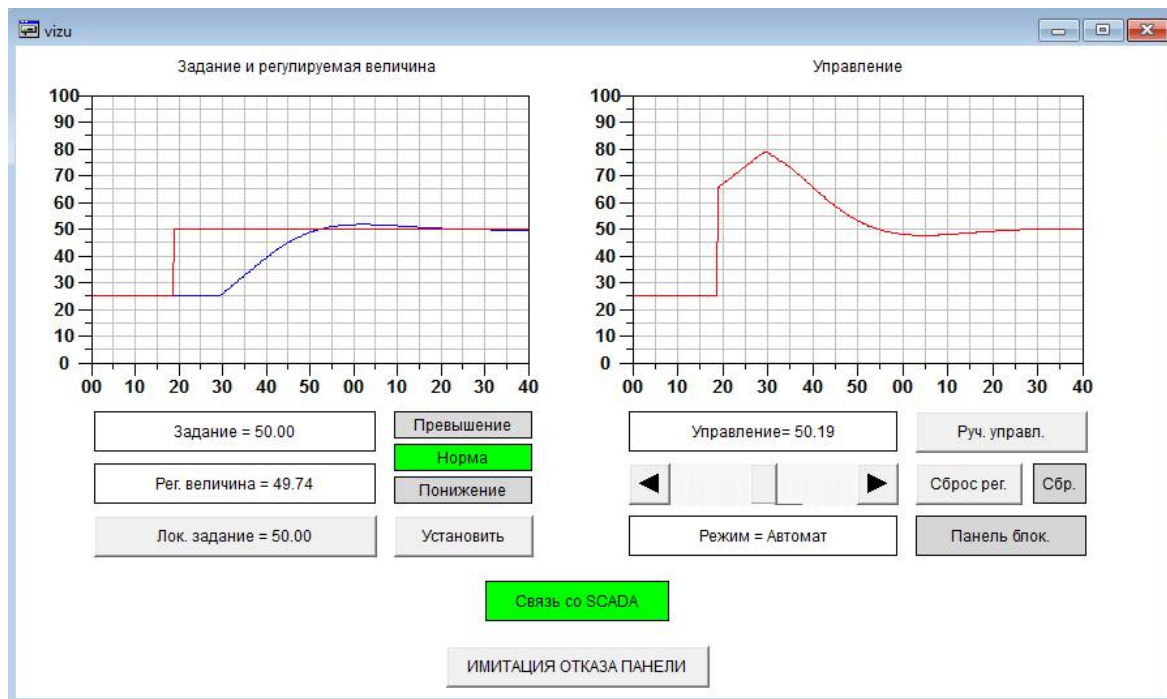 vizu
Задание и регулируемая величина
Управление
100
90
80
70
60
50
40
30
20
10
0
00 10 20 30 40 50 00 10 20 30 40
100
90
80
70
60
50
40
30
20
10
0
00 10 20 30 40 50 00 10 20 30 40
Задание = 50.00
Превышение
Норма
Рег. величина = 49.74
Понижение
Лок. задание = 50.00
Установить
Управление= 50.19
Руч. управл.
Сброс рег.
Сбр.
Режим = Автомат
Панель блок.
Связь со SCADA
ИМИТАЦИЯ ОТКАЗА ПАНЕЛИ